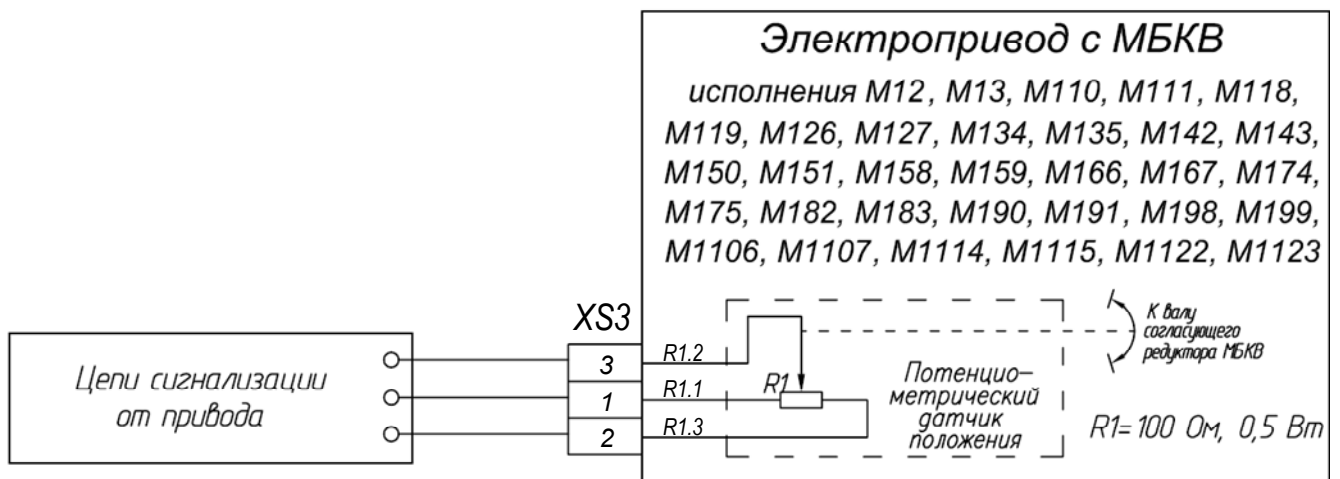 Электропривод с МБКВ
исполнения М12, М13, М110, М111, М118,
М119, М126, М127, М134, М135, М142, М143,
М150, М151, М158, М159, М166, М167, М174,
М175, М182, М183, М190, М191, М198, М199,
М1106, М1107, М1114, М1115, М1122, М1123
XS3
Цепи сигнализации
от привода
3
1
2
R1.2
R1.1
R1.3
R1
Потенцио-
метрический
датчик
положения
К валу
согласующего
редуктора МБКВ
R1=100 Ом, 0,5 Вт